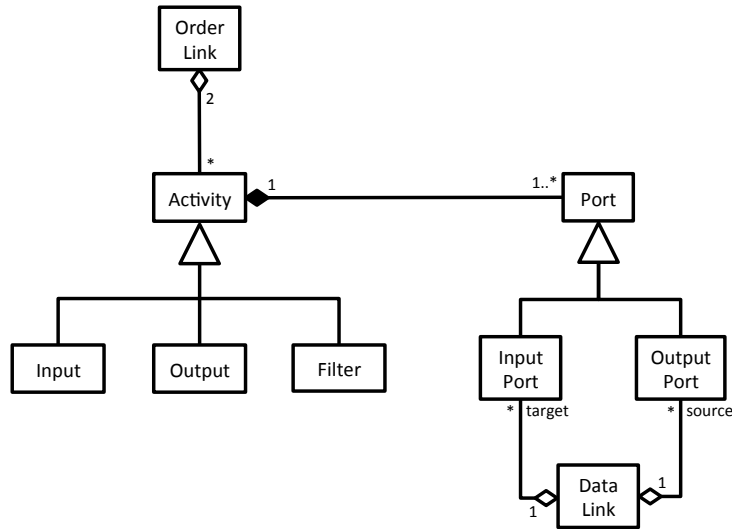 Order
Link
2
*
Activity
1
1..*
Port
Input
Output
Filter
Input
Port
Output
Port
* target
* source
1
Data
Link
1